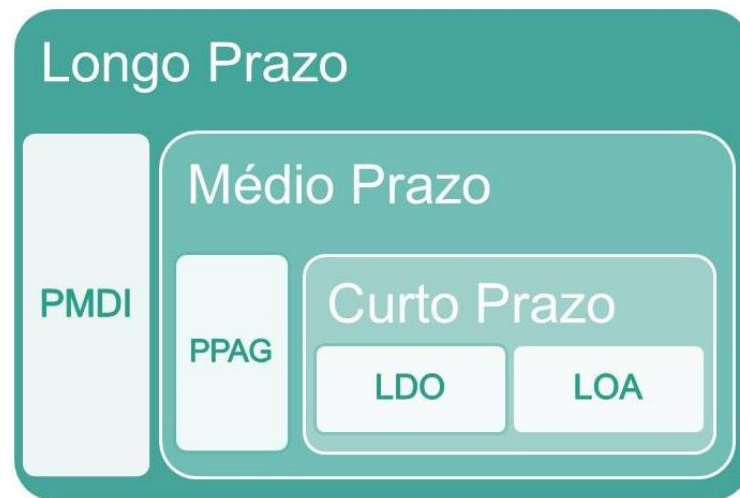 Longo Prazo
PMDI
Médio Prazo
PPAG
Curto Prazo
LDO
LOA